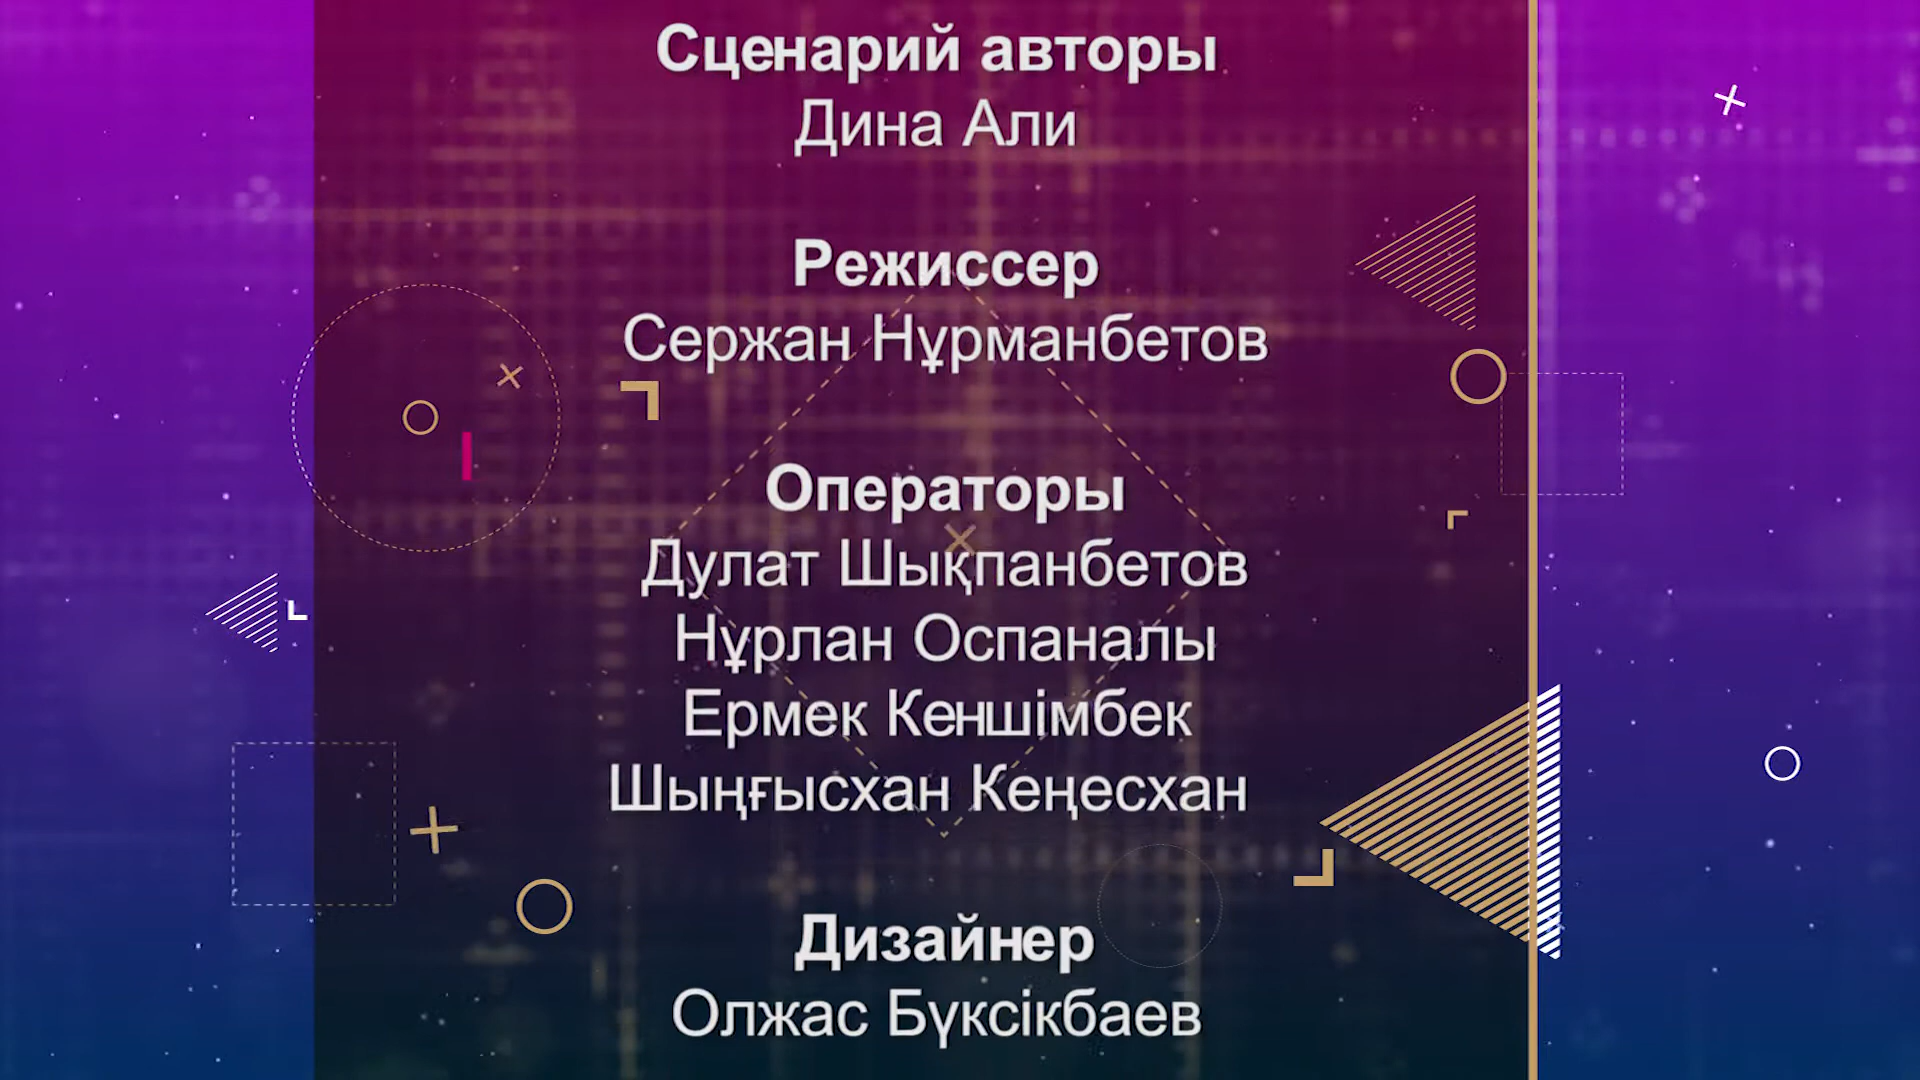 Сценарий авторы
Дина Али
Режиссер
Сержан Нұрманбетов
Операторы
Дулат Шықпанбетов
Нұрлан Оспаналы
Ермек Кеншімбек
Шыңғысхан Кеңесхан
Дизайнер
Олжас Бүксікбаев